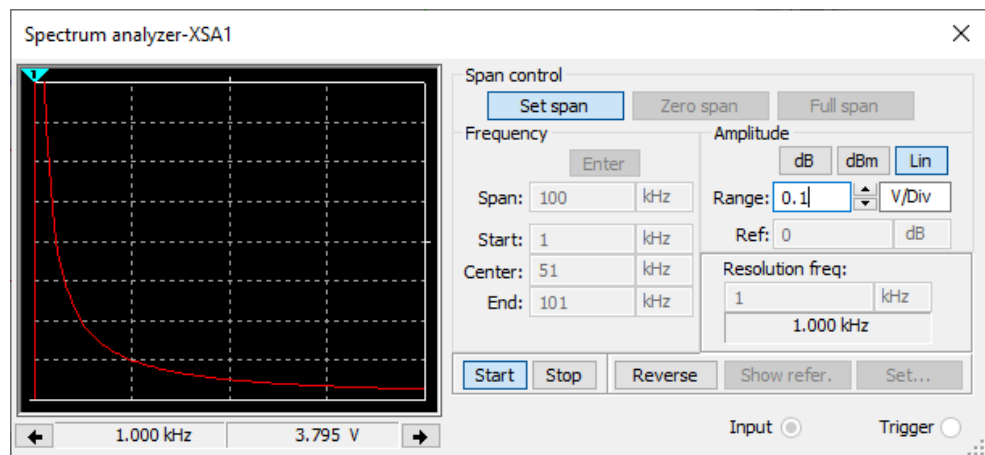 Spectrum analyzer-XSA1
1
Span control
Set span Zero span Full span
Frequency
Enter
Span: 100 kHz
Start: 1 kHz
Center: 51 kHz
End: 101 kHz
Amplitude
dB dBm Lin
Range: 0.1 V/Div
Ref: 0 dB
Resolution freq:
1 kHz
1.000 kHz
Start Stop Reverse Show refer. Set...
1.000 kHz 3.795 V
Input Trigger